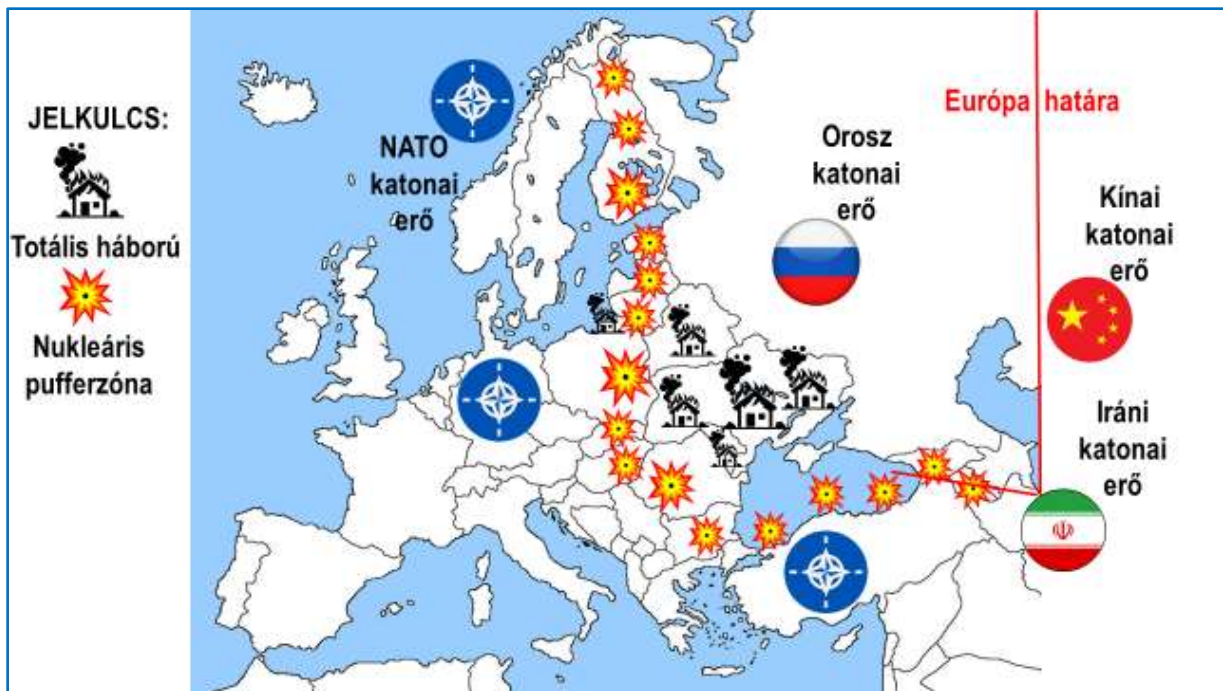 JELKULCS:
Totális háború
Nukleáris
pufferzóna
NATO
katonai
erő
Orosz
katonai
erő
Európa határa
Kínai
katonai
erő
Iráni
katonai
erő